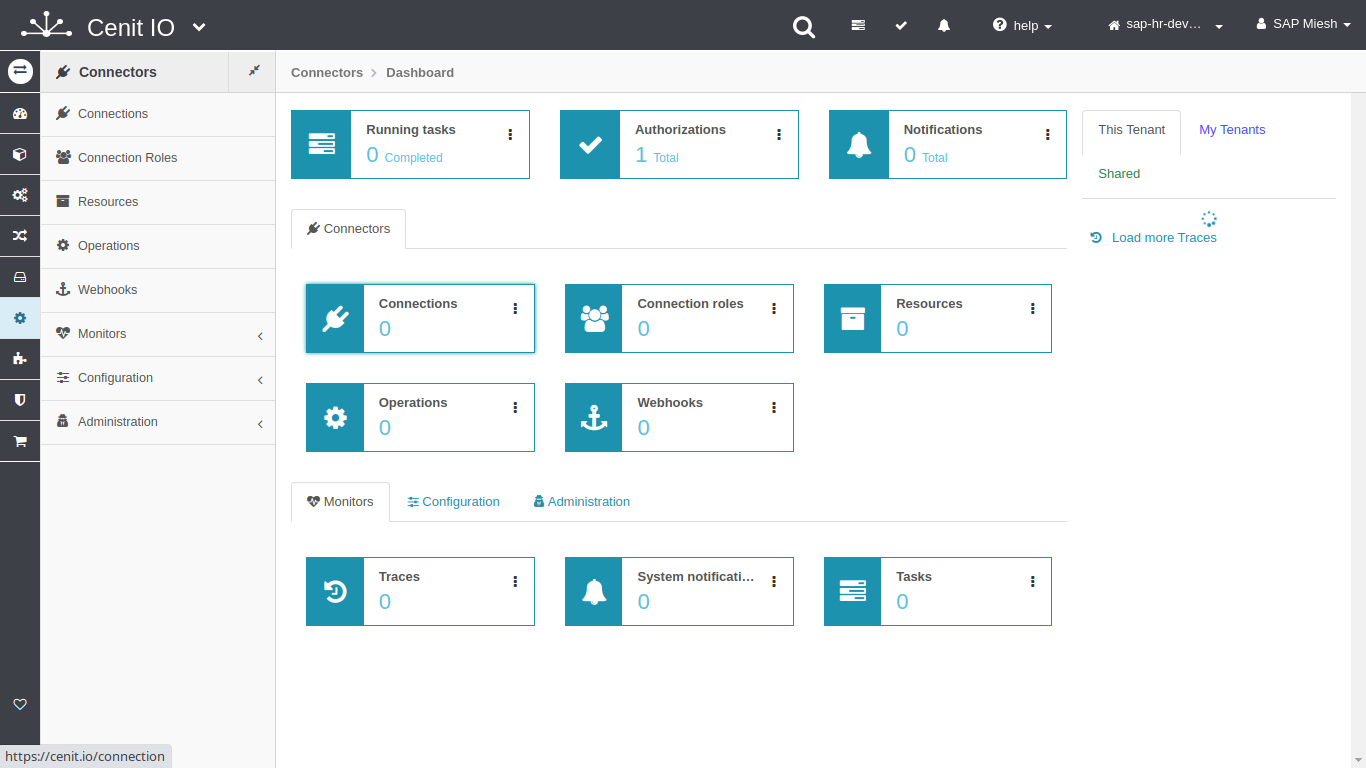 Cenit IO
help
sap-hr-dev…
SAP Miesh
Connectors
Connections
Connection Roles
Resources
Operations
Webhooks
Monitors
Configuration
Administration
Connectors Dashboard
Running tasks
0 Completed
Authorizations
1 Total
Notifications
0 Total
Connectors
Connections
0
Connection roles
0
Resources
0
Operations
0
Webhooks
0
Monitors Configuration Administration
Traces
0
System notificati…
0
Tasks
0
This Tenant
My Tenants
Shared
Load more Traces
https://cenit.io/connection